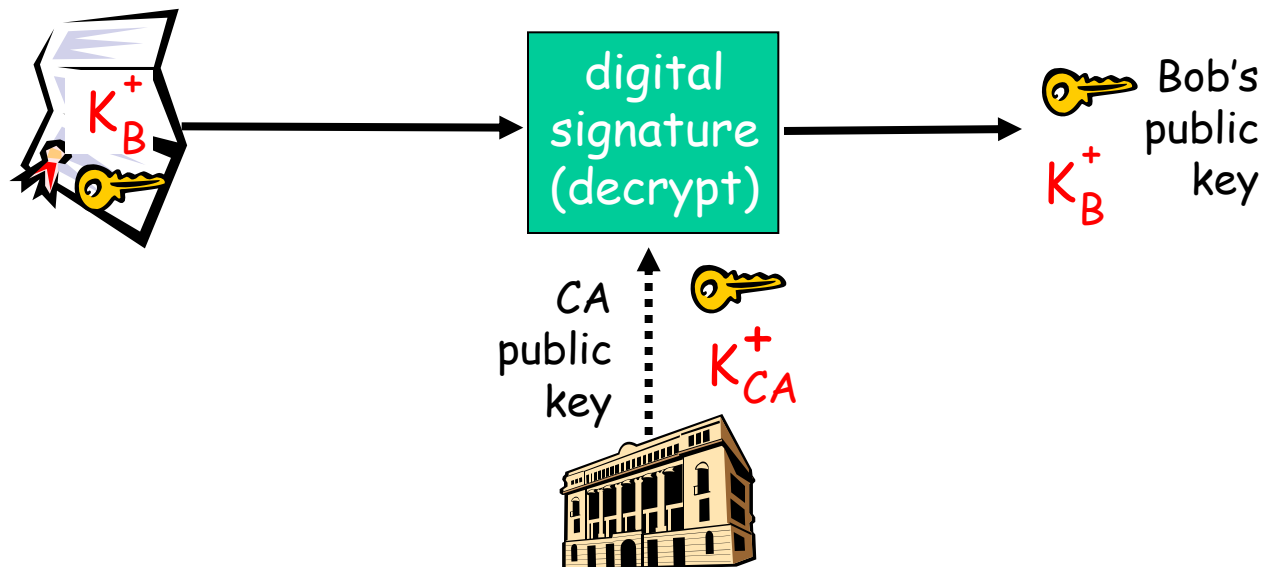 K+B
digital
signature
(decrypt)
Bob's
public
key
K+B
CA
public
key
K+CA